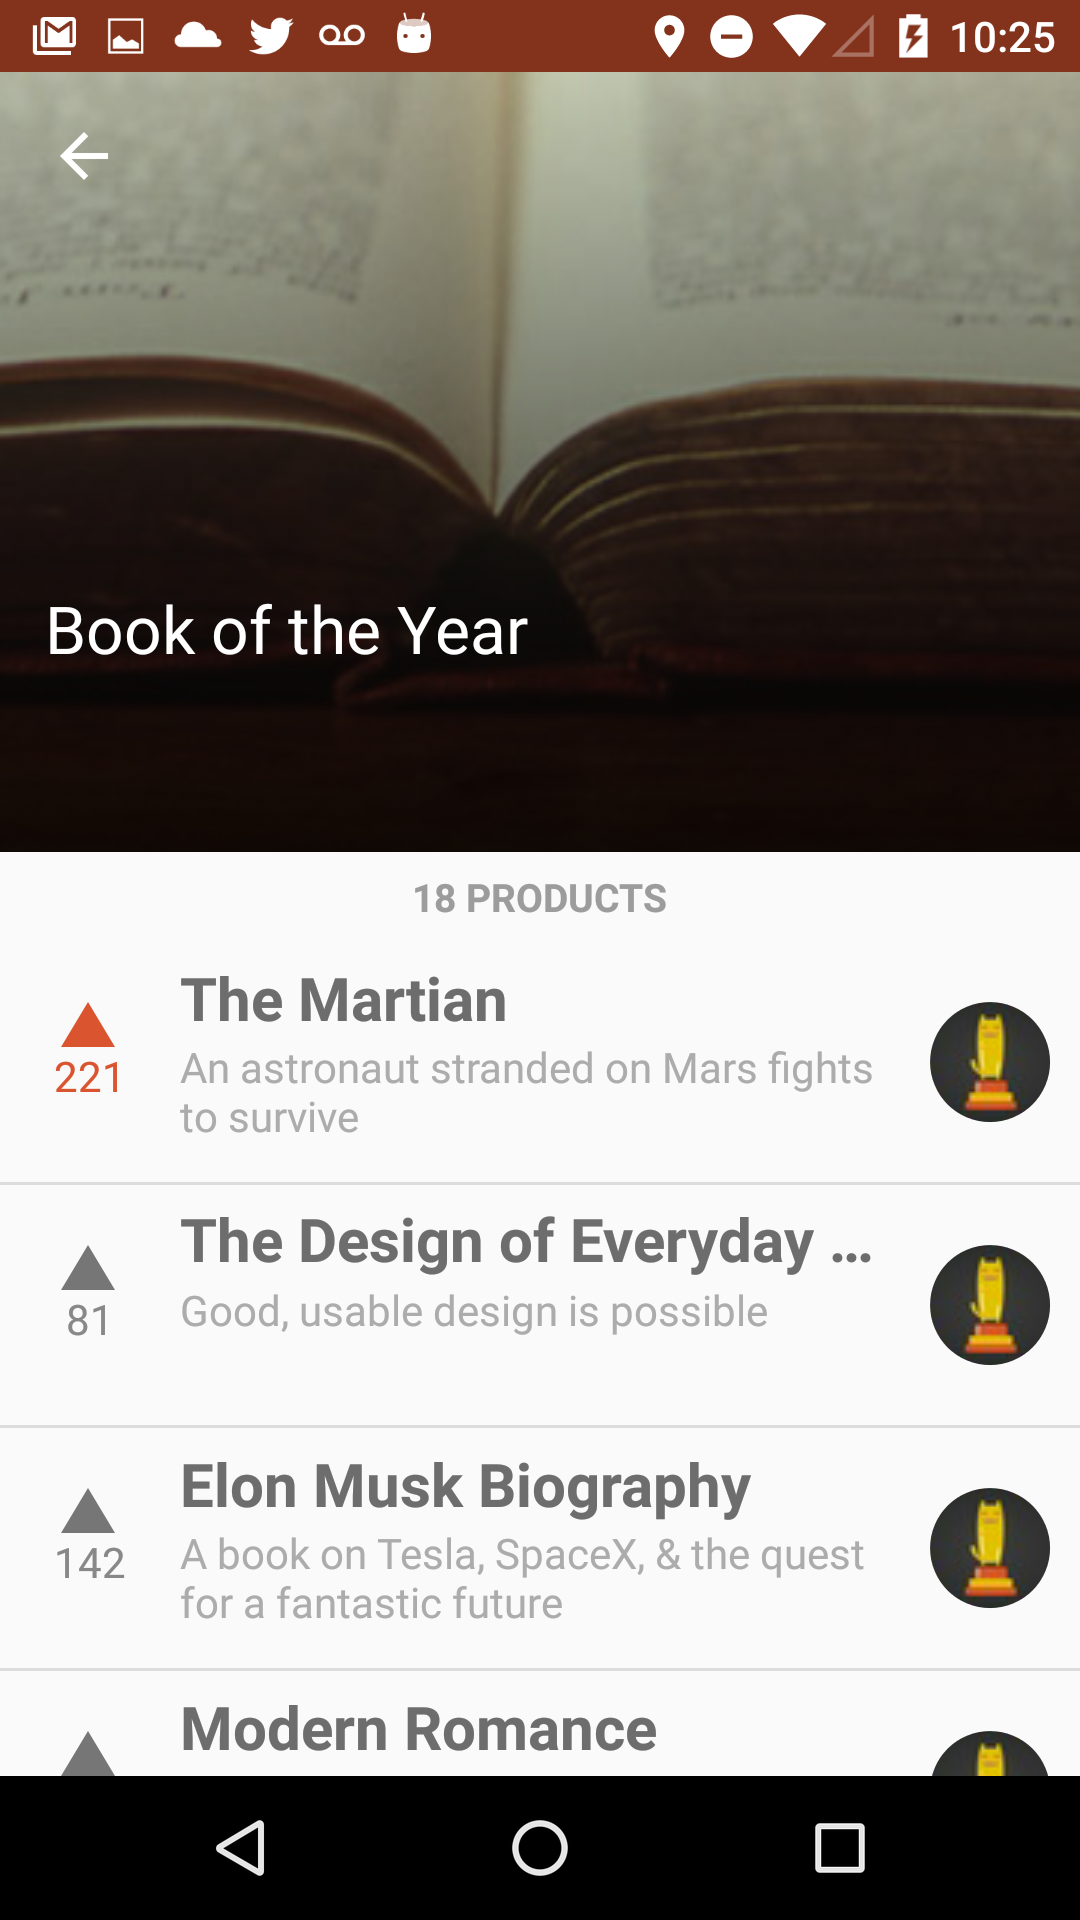 10:25
Book of the Year
18 PRODUCTS
The Martian
221
An astronaut stranded on Mars fights
to survive
The Design of Everyday ...
81
Good, usable design is possible
Elon Musk Biography
142
A book on Tesla, SpaceX, & the quest
for a fantastic future
Modern Romance